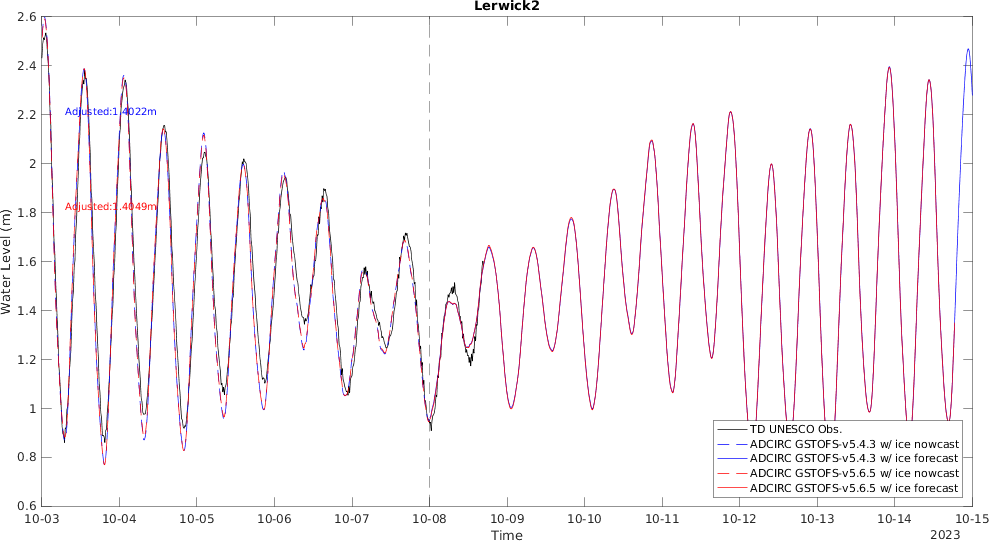 Lerwick2
2.6
2.4
2.2
2
1.8
1.6
1.4
1.2
1
0.8
0.6
Water Level (m)
Adjusted:1.4022m
Adjusted:1.4049m
TD UNESCO Obs.
ADCIRC GSTOFS-v5.4.3 w/ ice nowcast
ADCIRC GSTOFS-v5.4.3 w/ ice forecast
ADCIRC GSTOFS-v5.6.5 w/ ice nowcast
ADCIRC GSTOFS-v5.6.5 w/ ice forecast
10-03 10-04 10-05 10-06 10-07 10-08 10-09 10-10 10-11 10-12 10-13 10-14 10-15
Time
2023